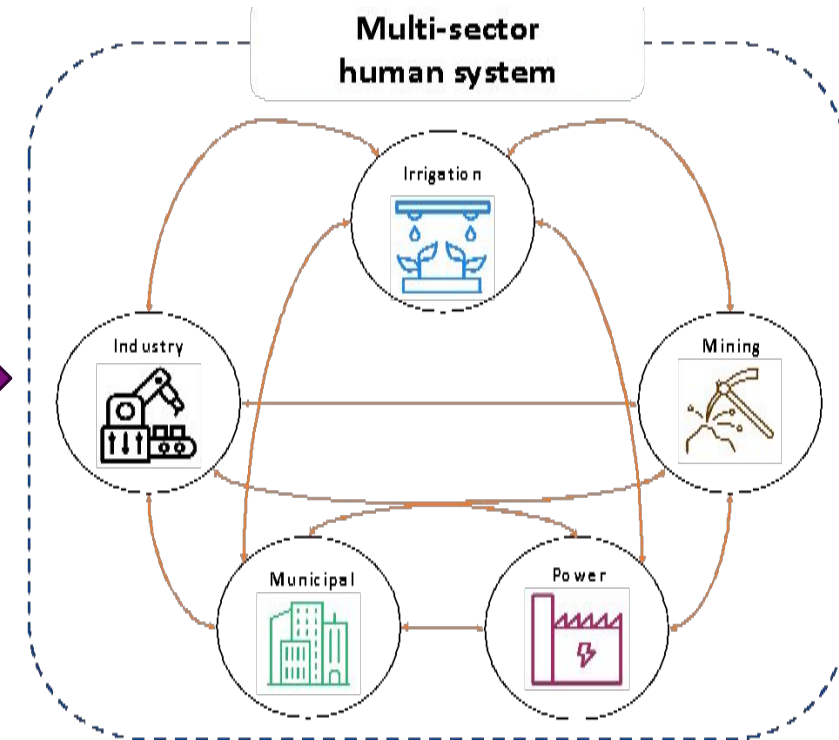 Multi-sector
human system
Irrigation
Industry
Mining
Municipal
Power